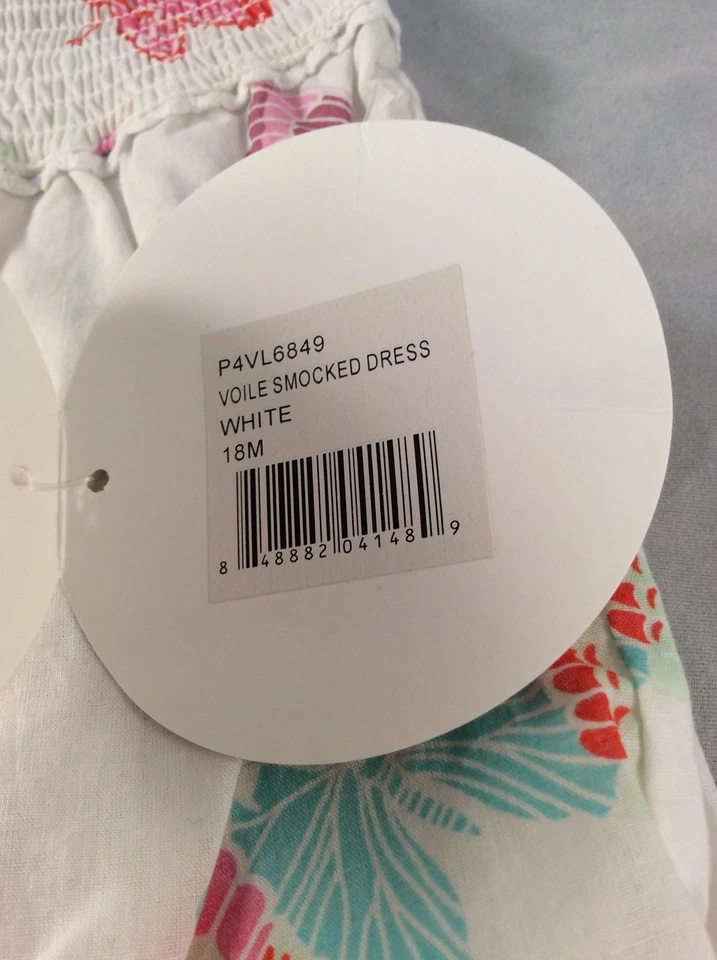 P4VL6849
VOILE SMOCKED DRESS
WHITE
18M
8 48882 04148 9